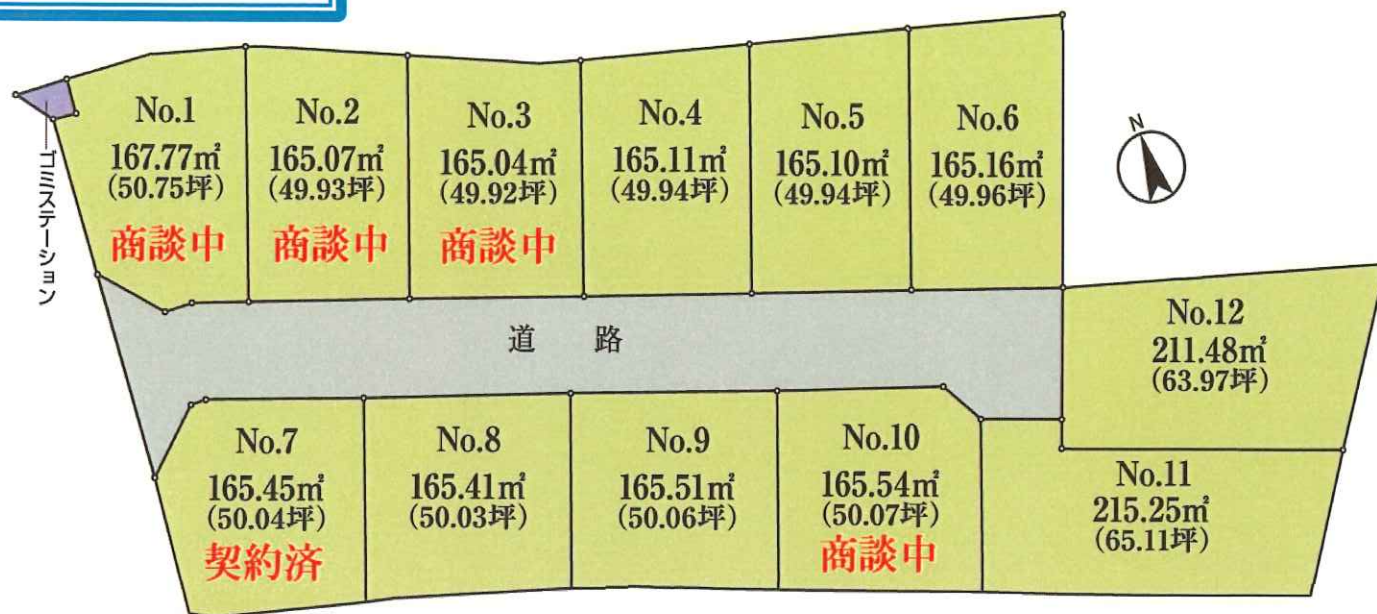 ゴミステーション
No.1
167.77㎡
(50.75坪)
商談中
No.2
165.07㎡
(49.93坪)
商談中
No.3
165.04㎡
(49.92坪)
商談中
No.4
165.11㎡
(49.94坪)
No.5
165.10㎡
(49.94坪)
No.6
165.16㎡
(49.96坪)
N
道　路
No.12
211.48㎡
(63.97坪)
No.7
165.45㎡
(50.04坪)
契約済
No.8
165.41㎡
(50.03坪)
No.9
165.51㎡
(50.06坪)
No.10
165.54㎡
(50.07坪)
商談中
No.11
215.25㎡
(65.11坪)